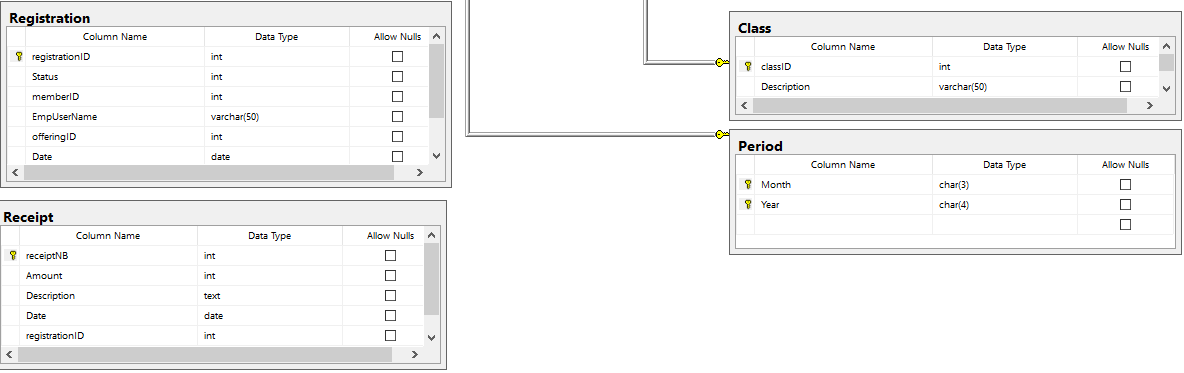 Registration
Column Name Data Type Allow Nulls
registrationID int
Status int
memberID int
EmpUserName varchar(50)
offeringID int
Date date
Receipt
Column Name Data Type Allow Nulls
receiptNB int
Amount int
Description text
Date date
registrationID int
Class
Column Name Data Type Allow Nulls
classID int
Description varchar(50)
Period
Column Name Data Type Allow Nulls
Month char(3)
Year char(4)